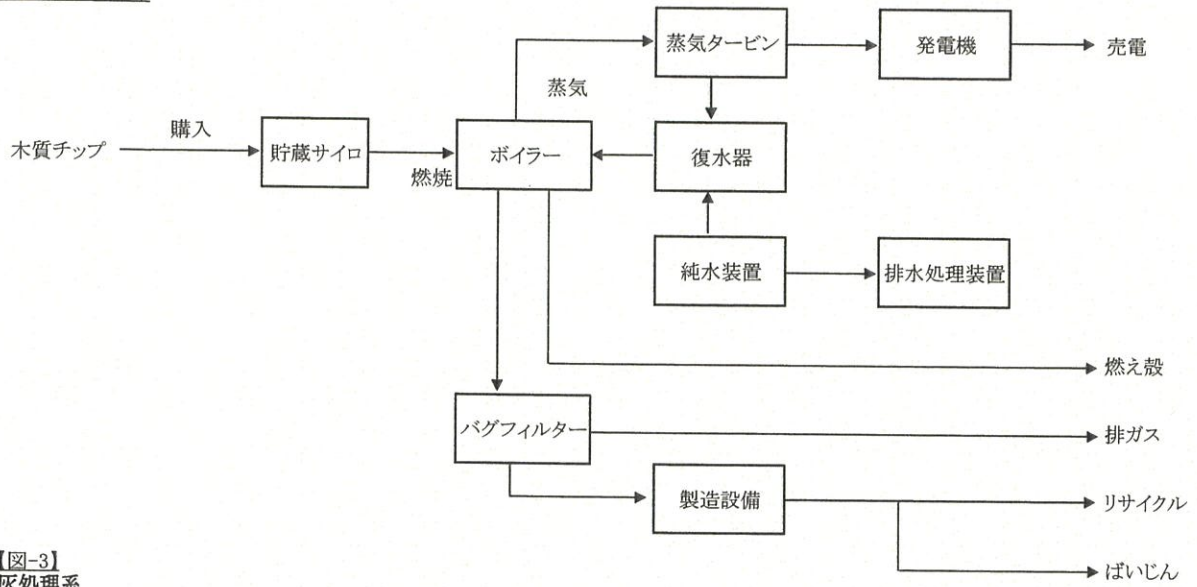 蒸気タービン
発電機
売電
蒸気
木質チップ
購入
貯蔵サイロ
燃焼
ボイラー
復水器
純水装置
排水処理装置
燃え殻
バグフィルター
排ガス
製造設備
リサイクル
ばいじん
【図-3】
灰処理系